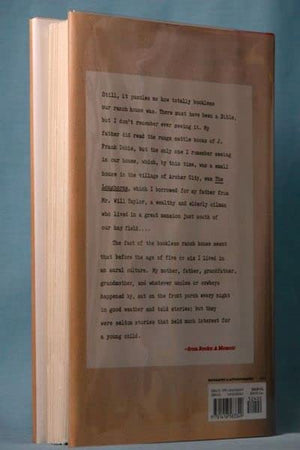 Still, it puzzles me how totally bookless
our ranch house was. There must have been a Bible,
but I don't remember ever seeing it. My
father did read the range cattle books of J.
Frank Dobie, but the only one I remember seeing
in our house, which, by this time, was a small
house in the village of Archer City, was The
Longhorns, which I borrowed for my father from
Mr. Will Taylor, a wealthy and elderly oilman
who lived in a great mansion just south of
our hay field....
The fact of the bookless ranch house meant
that before the age of five or six I lived in
an aural culture. My mother, father, grandfather,
grandmother, and whatever uncles or cowboys
happened by, sat on the front porch every night
in good weather and told stories; but they
were seldom stories that held much interest for
a young child.
—from Books: A Memoir